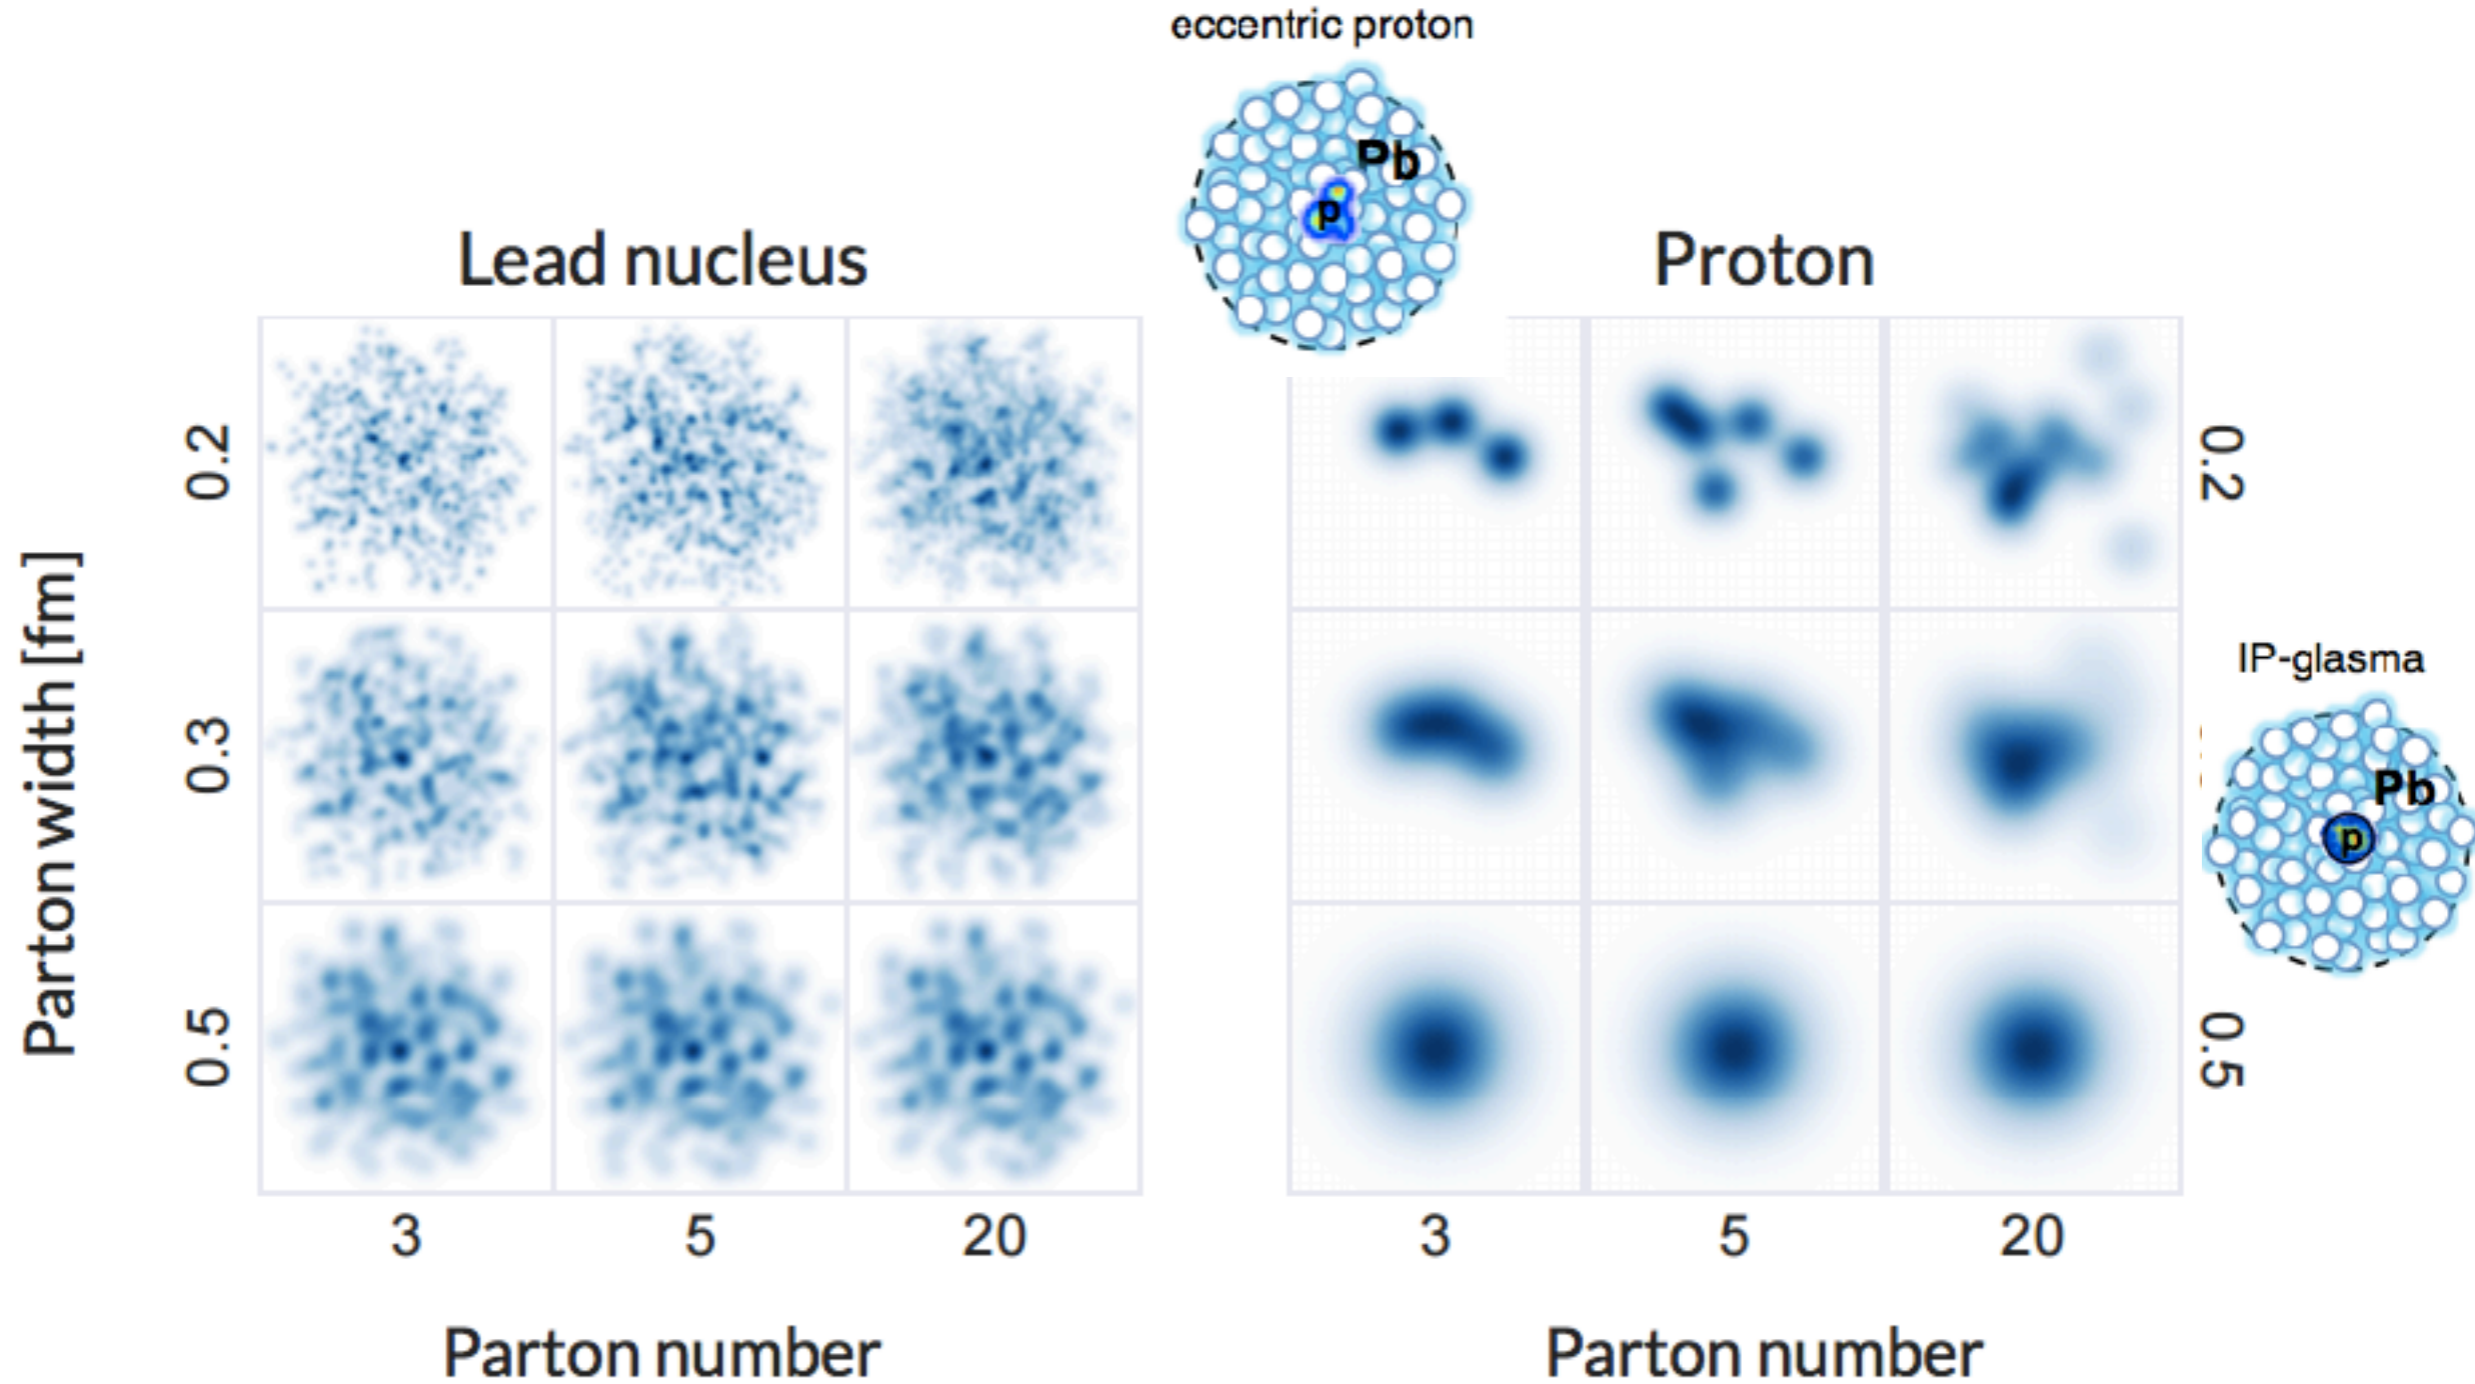 eccentric proton
Pb
p
Lead nucleus
Proton
Parton width [fm]
0.2
0.3
0.5
3 5 20
Parton number
0.2
0.5
3 5 20
Parton number
IP-glasma
Pb
p